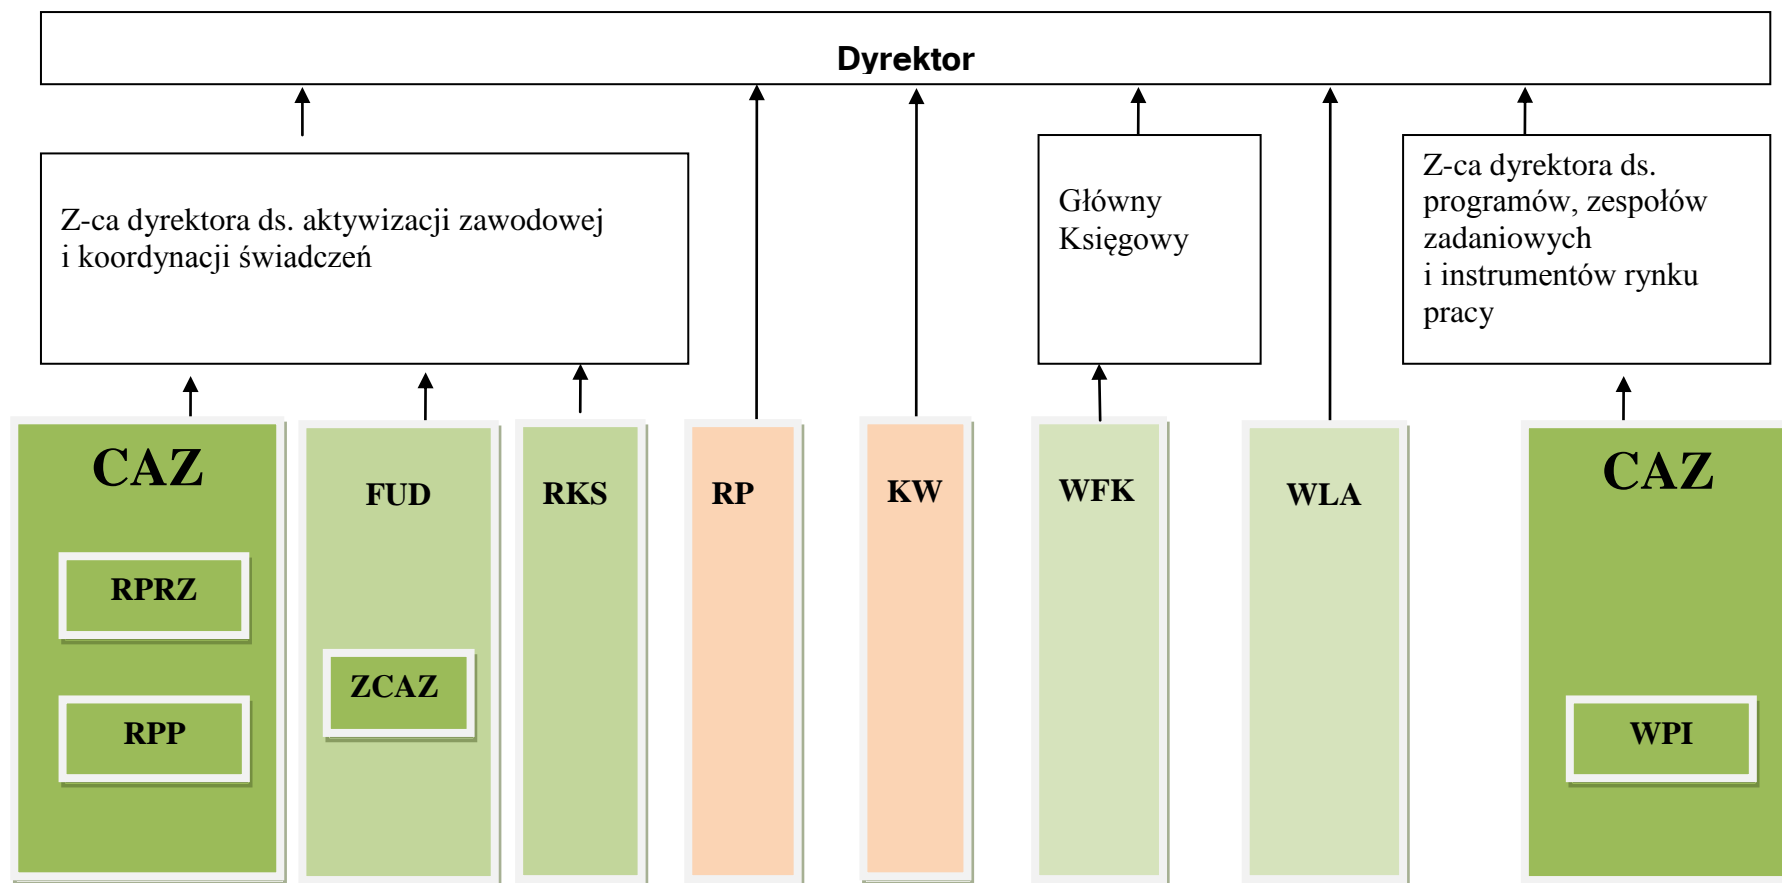 Dyrektor
Z-ca dyrektora ds. aktywizacji zawodowej
i koordynacji świadczeń
Główny
Księgowy
Z-ca dyrektora ds.
programów, zespołów
zadaniowych
i instrumentów rynku
pracy
CAZ
RPRZ
RPP
FUD
ZCAZ
RKS
RP
KW
WFK
WLA
CAZ
WPI